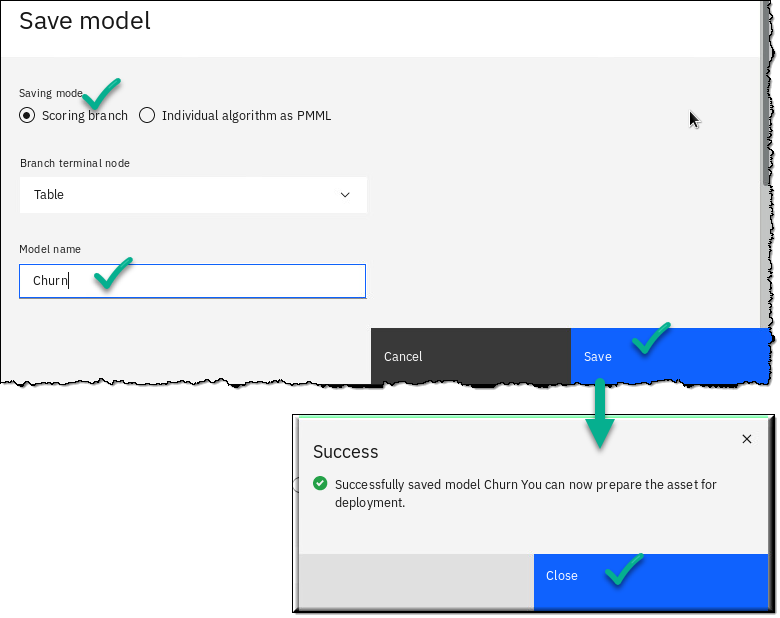 Save model
Saving mode
Scoring branch Individual algorithm as PMML
Branch terminal node
Table
Model name
Churn
Cancel Save
Success
Successfully saved model Churn You can now prepare the asset for
deployment.
Close